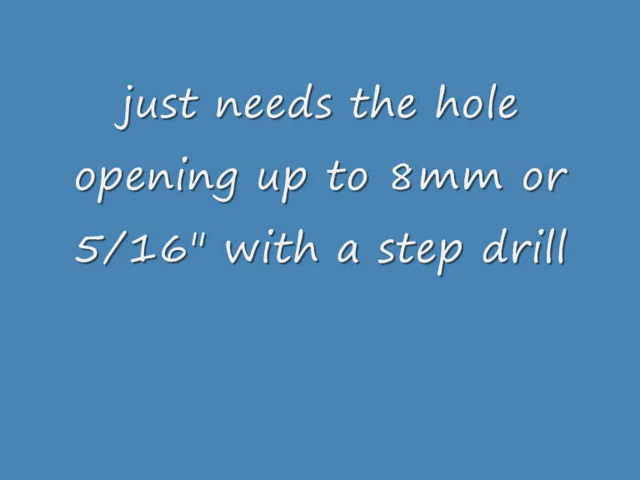 just needs the hole
opening up to 8mm or
5/16" with a step drill